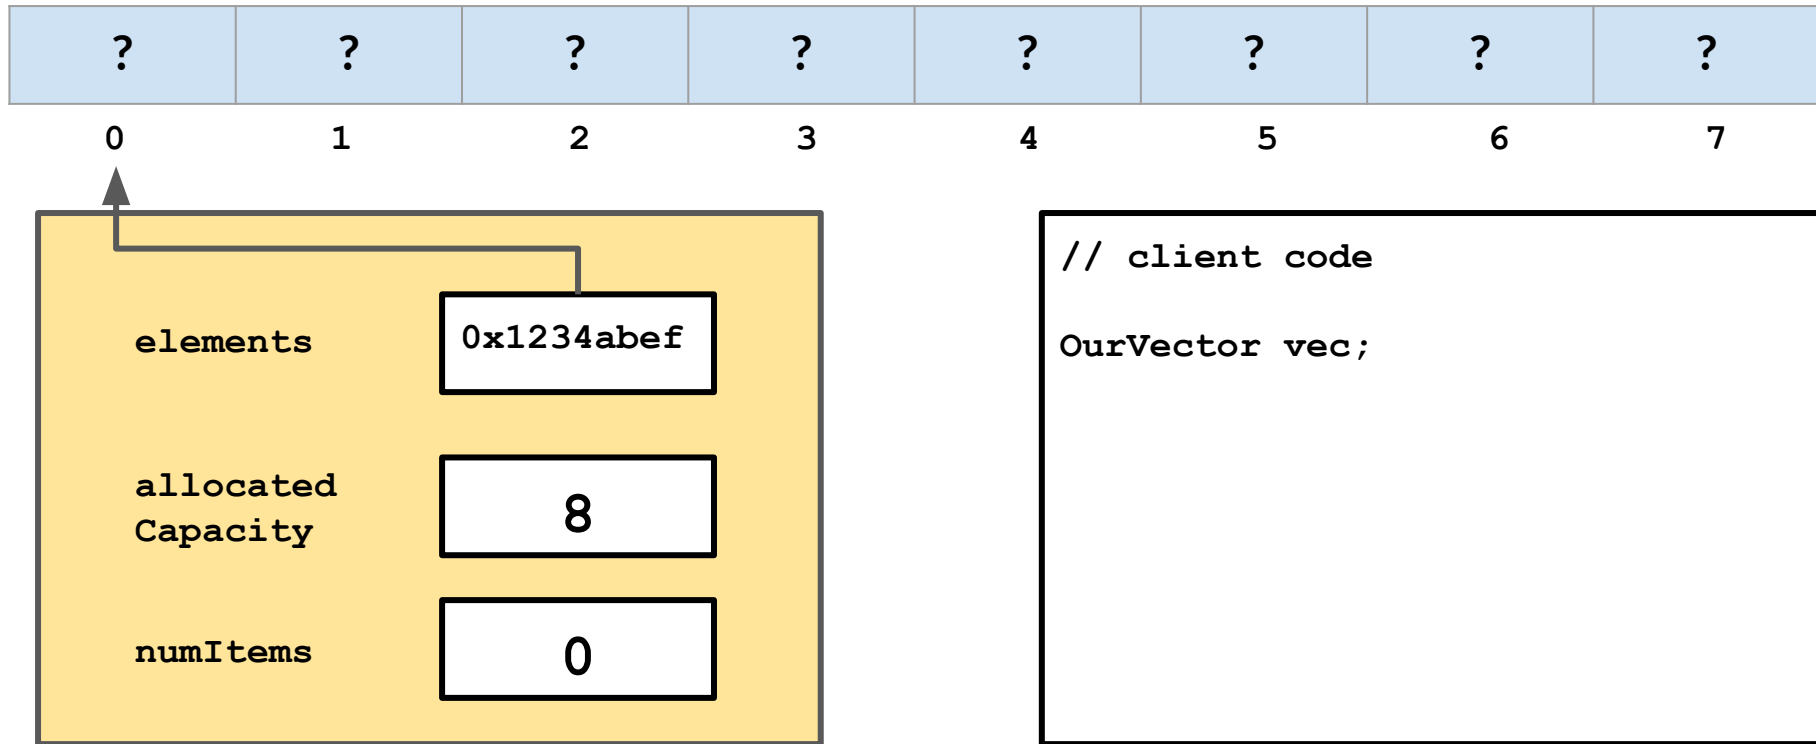 ? ? ? ? ? ? ? ?
0 1 2 3 4 5 6 7
elements 0x1234abef
allocated
Capacity 8
numItems 0
// client code
OurVector vec;